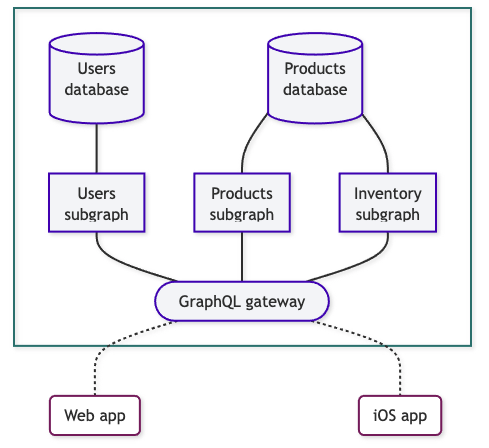 Users
database
Products
database
Users
subgraph
Products
subgraph
Inventory
subgraph
GraphQL gateway
Web app
iOS app